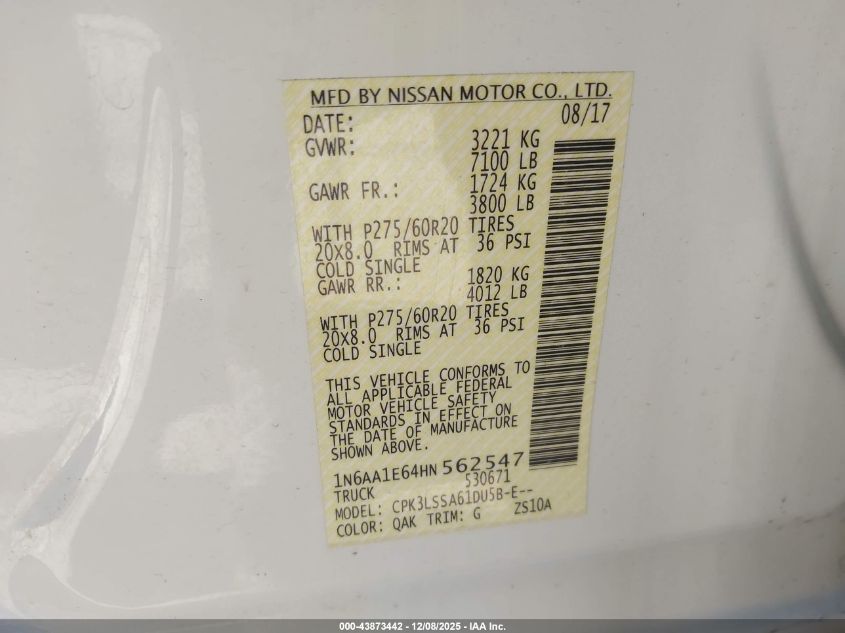 MFD BY NISSAN MOTOR CO., LTD.
DATE: 08/17
GVWR: 3221 KG
7100 LB
GAWR FR.: 1724 KG
3800 LB
WITH P275/60R20 TIRES
20X8.0 RIMS AT 36 PSI
COLD SINGLE
GAWR RR.: 1820 KG
4012 LB
WITH P275/60R20 TIRES
20X8.0 RIMS AT 36 PSI
COLD SINGLE
THIS VEHICLE CONFORMS TO
ALL APPLICABLE FEDERAL
MOTOR VEHICLE SAFETY
STANDARDS IN EFFECT ON
THE DATE OF MANUFACTURE
SHOWN ABOVE.
1N6AA1E64HN562547
TRUCK 530671
MODEL: CPK3LSSA61DU5B-E--
COLOR: QAK TRIM: G ZS10A
000-43873442 - 12/08/2025 - IAA Inc.